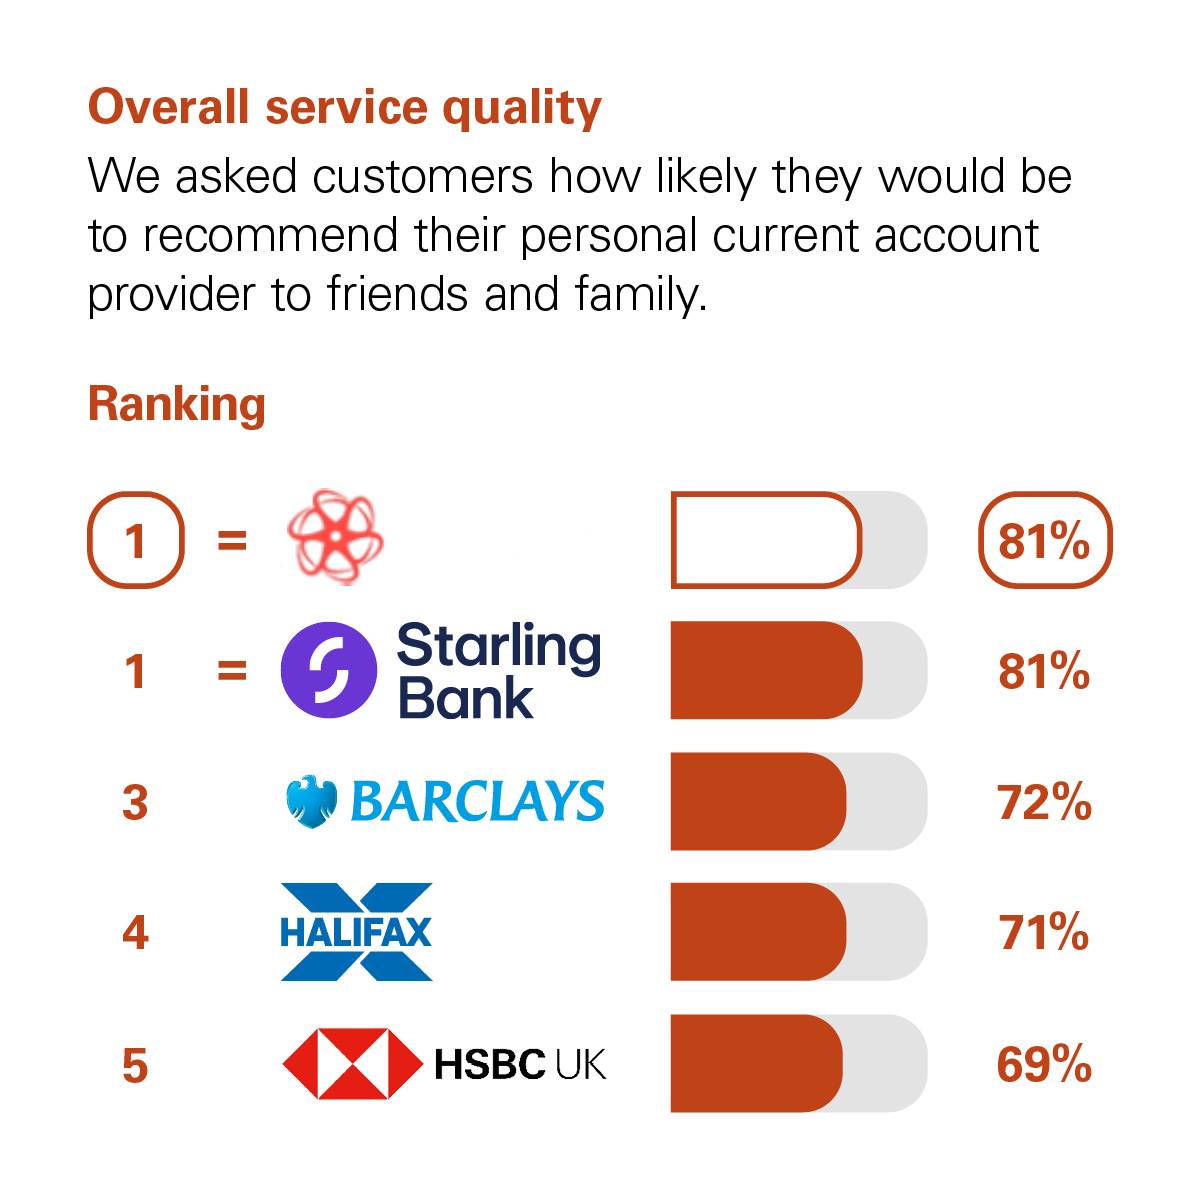 Overall service quality
We asked customers how likely they would be
to recommend their personal current account
provider to friends and family.
Ranking
1 = 81%
1 = Starling Bank 81%
3 BARCLAYS 72%
4 HALIFAX 71%
5 HSBC UK 69%